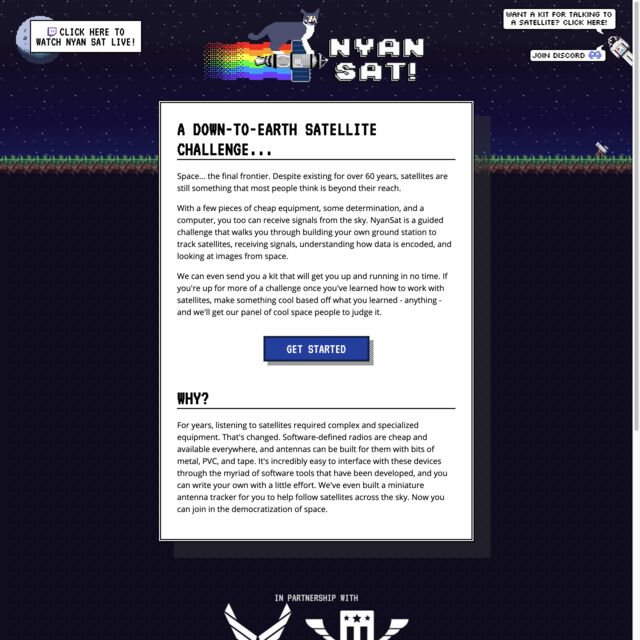 CLICK HERE TO
WATCH NYAN SAT LIVE!
NYAN
SAT!
WANT A KIT FOR TALKING TO
A SATELLITE? CLICK HERE!
JOIN DISCORD
A DOWN-TO-EARTH SATELLITE
CHALLENGE...
Space... the final frontier. Despite existing for over 60 years, satellites are
still something that most people think is beyond their reach.
With a few pieces of cheap equipment, some determination, and a
computer, you too can receive signals from the sky. NyanSat is a guided
challenge that walks you through building your own ground station to
track satellites, receiving signals, understanding how data is encoded, and
looking at images from space.
We can even send you a kit that will get you up and running in no time. If
you're up for more of a challenge once you've learned how to work with
satellites, make something cool based off what you learned - anything -
and we'll get our panel of cool space people to judge it.
GET STARTED
WHY?
For years, listening to satellites required complex and specialized
equipment. That's changed. Software-defined radios are cheap and
available everywhere, and antennas can be built for them with bits of
metal, PVC, and tape. It's incredibly easy to interface with these devices
through the myriad of software tools that have been developed, and you
can write your own with a little effort. We've even built a miniature
antenna tracker for you to help follow satellites across the sky. Now you
can join in the democratization of space.
IN PARTNERSHIP WITH